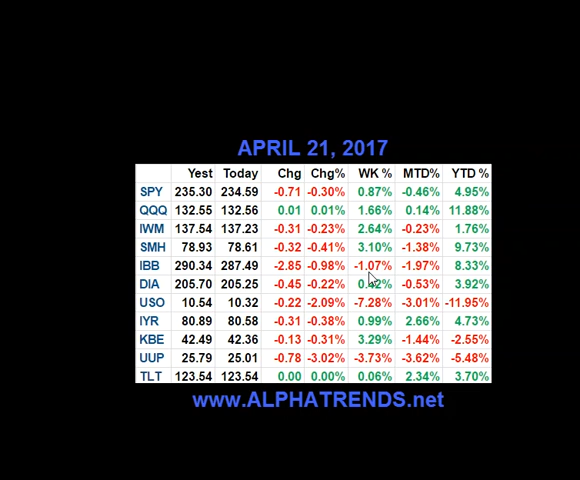 APRIL 21, 2017
Yest Today Chg Chg% WK % MTD% YTD %
SPY 235.30 234.59 -0.71 -0.30% 0.87% -0.46% 4.95%
QQQ 132.55 132.56 0.01 0.01% 1.66% 0.14% 11.88%
IWM 137.54 137.23 -0.31 -0.23% 2.64% -0.23% 1.76%
SMH 78.93 78.61 -0.32 -0.41% 3.10% -1.38% 9.73%
IBB 290.34 287.49 -2.85 -0.98% -1.07% -1.97% 8.33%
DIA 205.70 205.25 -0.45 -0.22% 0.42% -0.53% 3.92%
USO 10.54 10.32 -0.22 -2.09% -7.28% -3.01% -11.95%
IYR 80.89 80.58 -0.31 -0.38% 0.99% 2.66% 4.73%
KBE 42.49 42.36 -0.13 -0.31% 3.29% -1.44% -2.55%
UUP 25.79 25.01 -0.78 -3.02% -3.73% -3.62% -5.48%
TLT 123.54 123.54 0.00 0.00% 0.06% 2.34% 3.70%
www.ALPHATRENDS.net